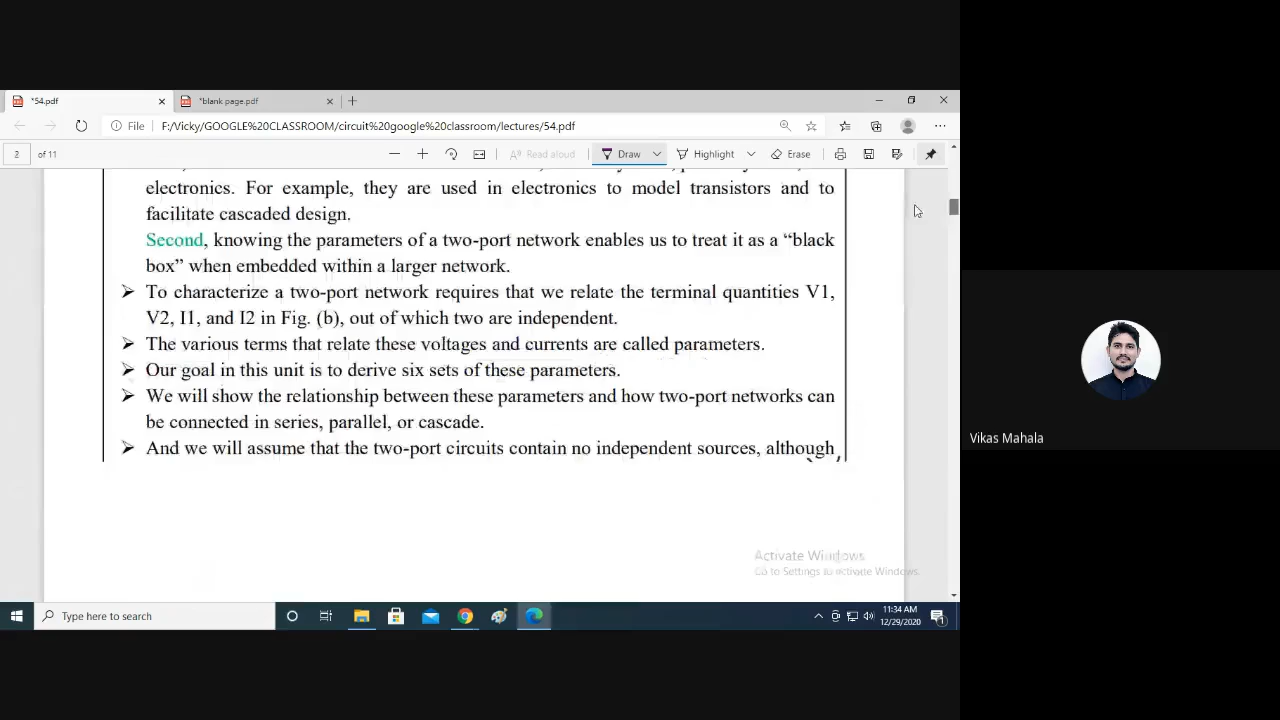 *54.pdf
*blank page.pdf
File F:/Vicky/GOOGLE%20CLASSROOM/circuit%20google%20classroom/lectures/54.pdf
2 of 11 Read aloud Draw Highlight Erase
electronics. For example, they are used in electronics to model transistors and to
facilitate cascaded design.
Second, knowing the parameters of a two-port network enables us to treat it as a “black
box” when embedded within a larger network.
➢ To characterize a two-port network requires that we relate the terminal quantities V1,
V2, I1, and I2 in Fig. (b), out of which two are independent.
➢ The various terms that relate these voltages and currents are called parameters.
➢ Our goal in this unit is to derive six sets of these parameters.
➢ We will show the relationship between these parameters and how two-port networks can
be connected in series, parallel, or cascade.
➢ And we will assume that the two-port circuits contain no independent sources, although
Activate Windows
Go to Settings to activate Windows.
Type here to search
11:34 AM
12/29/2020
1
Vikas Mahala